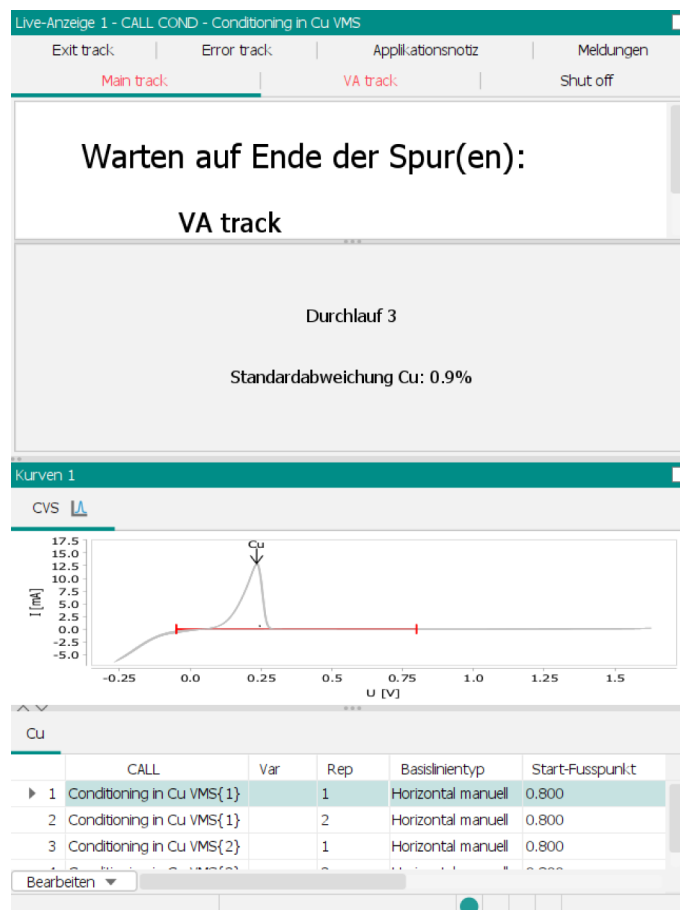 Live-Anzeige 1 - CALL COND - Conditioning in Cu VMS
Exit track Error track Applikationsnotiz Meldungen
Main track VA track Shut off
Warten auf Ende der Spur(en):
VA track
Durchlauf 3
Standardabweichung Cu: 0.9%
Kurven 1
CVS
Cu
17.5
15.0
12.5
10.0
7.5
5.0
2.5
0.0
-2.5
-5.0
I [mA]
-0.25 0.0 0.25 0.5 0.75 1.0 1.25 1.5
U [V]
Cu
CALL Var Rep Basislinientyp Start-Fusspunkt
1 Conditioning in Cu VMS{1} 1 Horizontal manuell 0.800
2 Conditioning in Cu VMS{1} 2 Horizontal manuell 0.800
3 Conditioning in Cu VMS{2} 1 Horizontal manuell 0.800
Bearbeiten